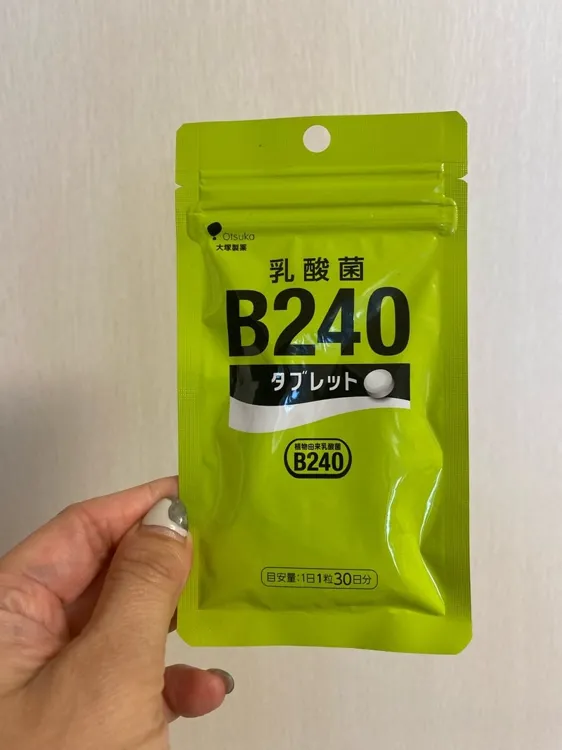 Otsuka
大塚製薬
乳酸菌
B240
タブレット
植物由来乳酸菌
B240
目安量:1日1粒30日分